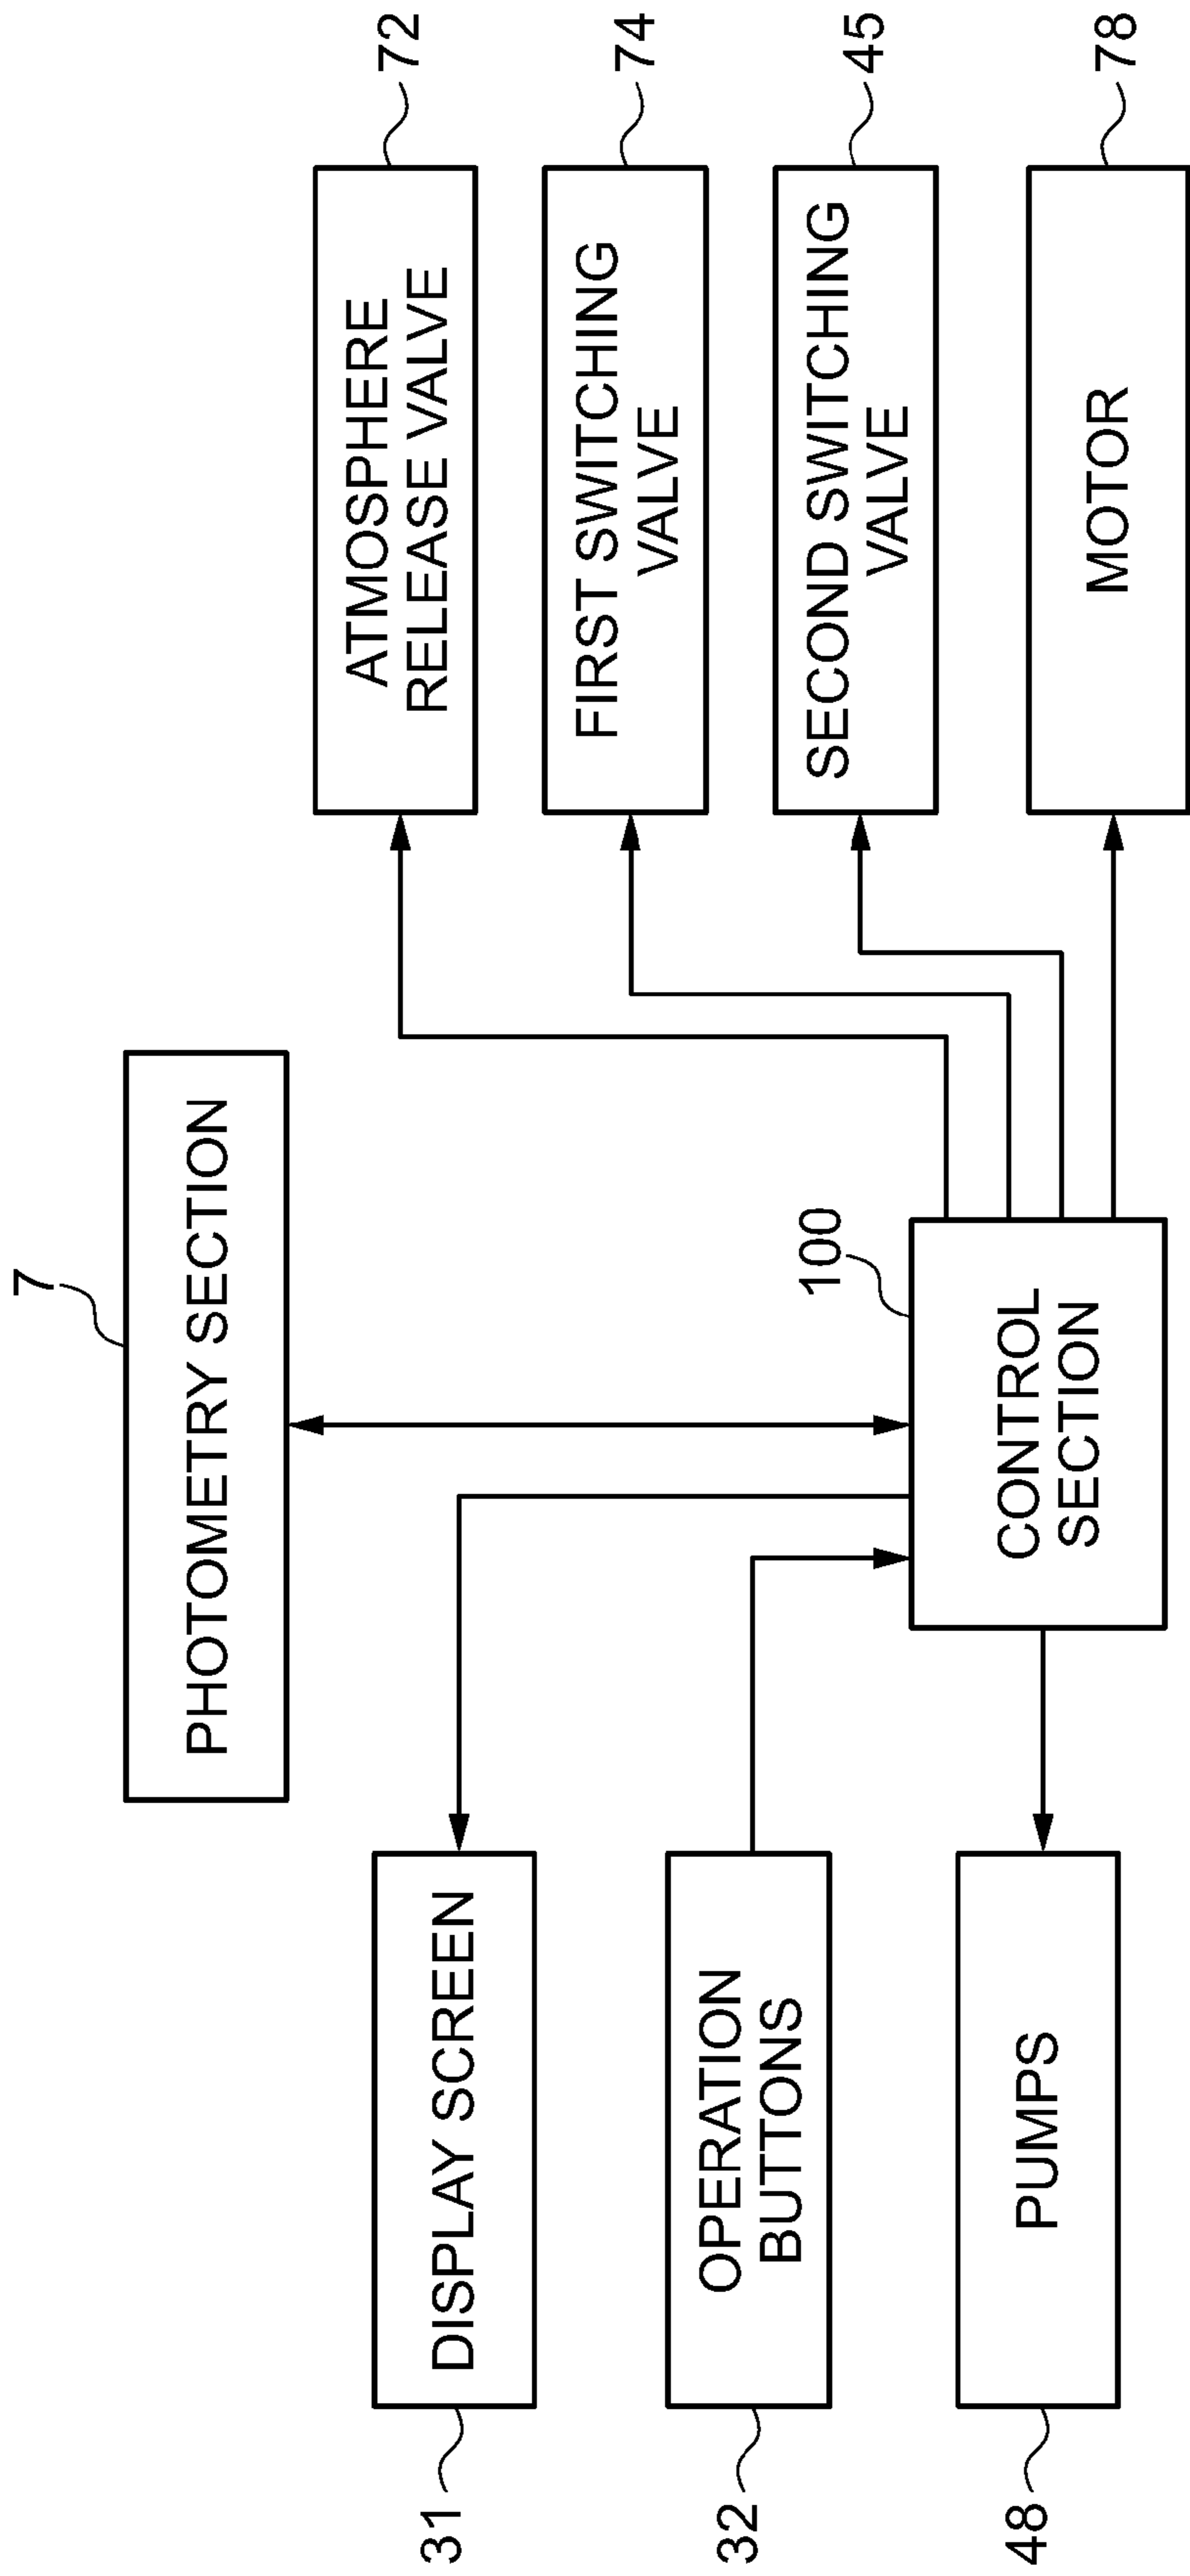 7
PHOTOMETRY SECTION
31
DISPLAY SCREEN
ATMOSPHERE
RELEASE VALVE
72
32
OPERATION
BUTTONS
FIRST SWITCHING
VALVE
74
100
CONTROL
SECTION
SECOND SWITCHING
VALVE
45
48
PUMPS
MOTOR
78